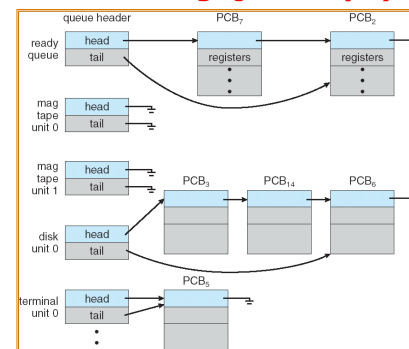 queue header
PCB7
PCB2
ready
queue
head
tail
registers
registers
mag
tape
unit 0
head
tail
mag
tape
unit 1
head
tail
PCB3
PCB14
PCB6
disk
unit 0
head
tail
PCB5
terminal
unit 0
head
tail